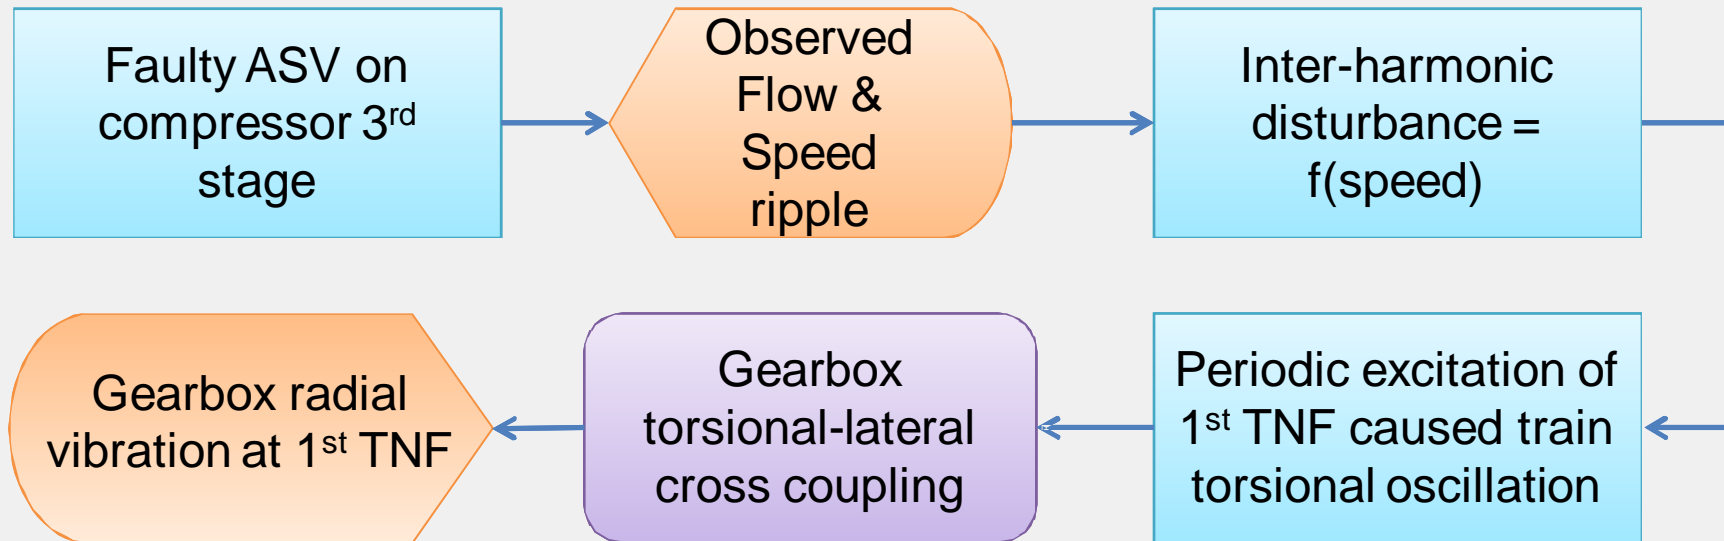 Faulty ASV on
compressor 3rd
stage
Observed
Flow &
Speed
ripple
Inter-harmonic
disturbance =
f(speed)
Periodic excitation of
1st TNF caused train
torsional oscillation
Gearbox
torsional-lateral
cross coupling
Gearbox radial
vibration at 1st TNF